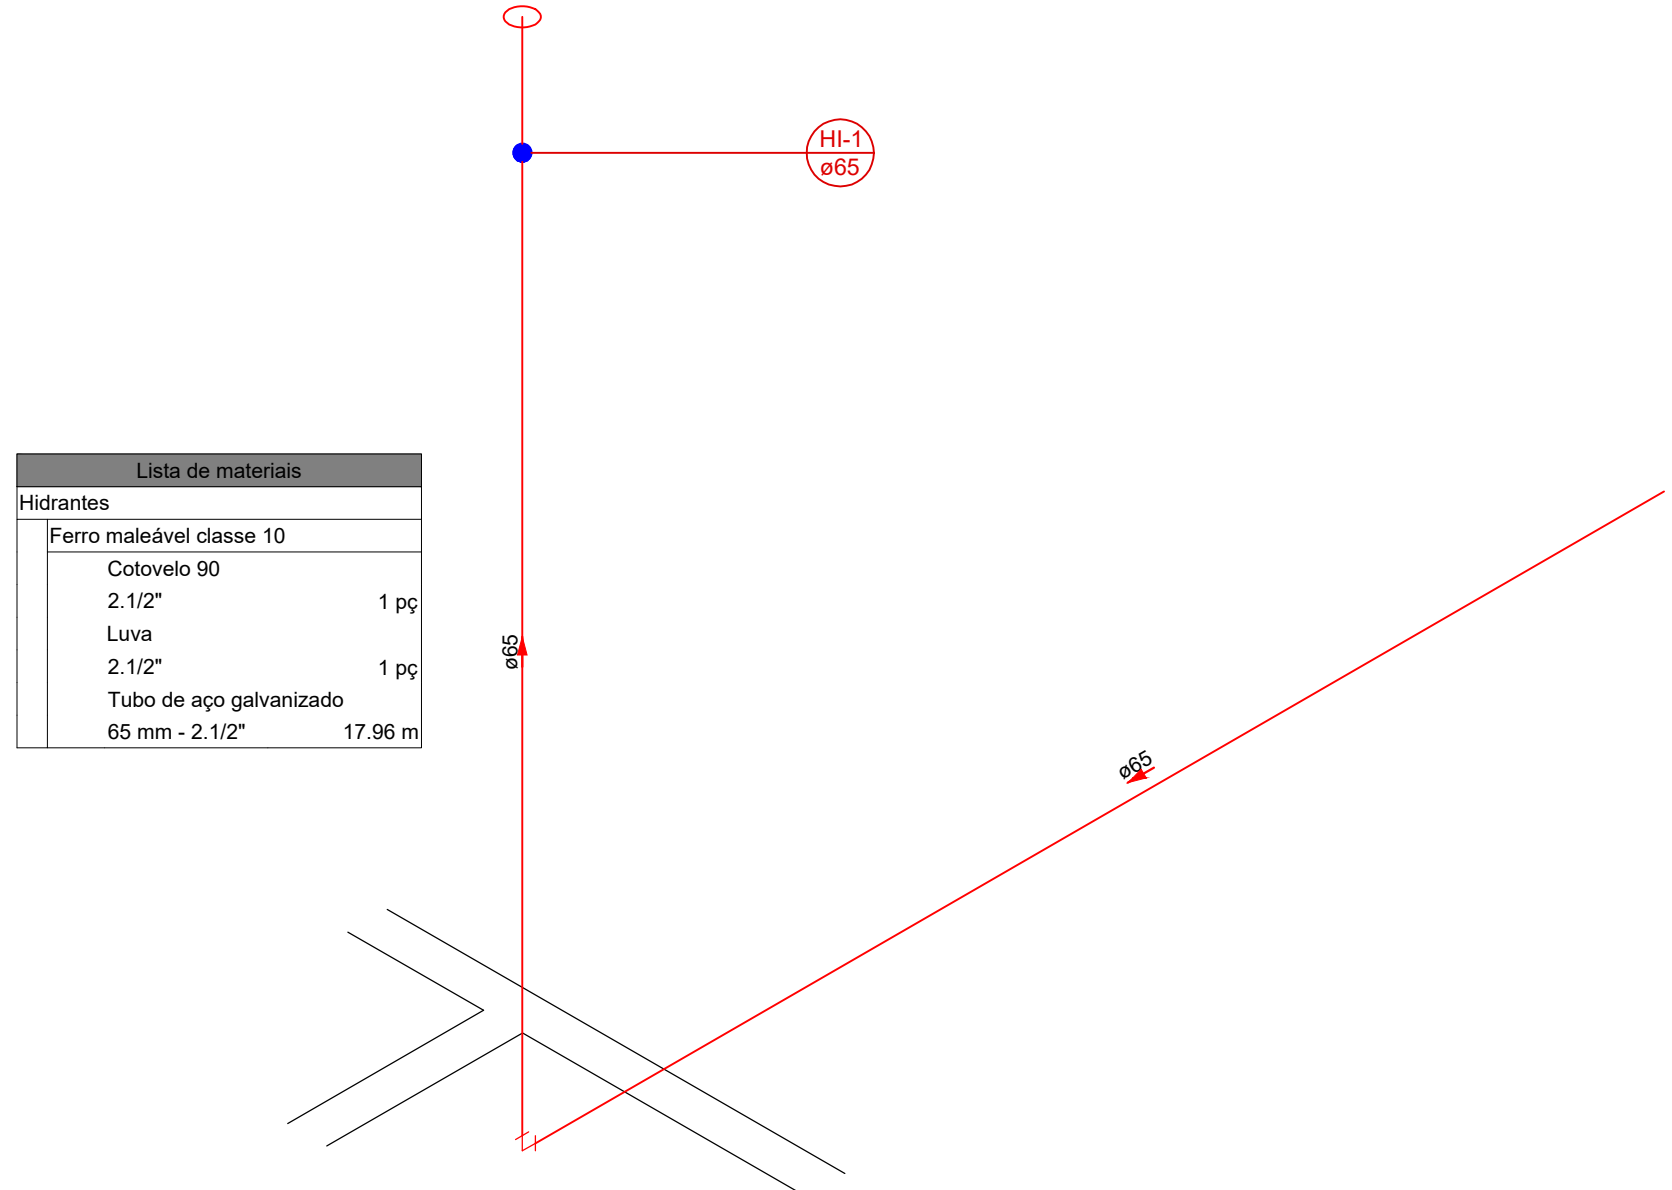 HI-1
ø65
Lista de materiais
Hidrantes
Ferro maleável classe 10
Cotovelo 90
2.1/2" 1 pç
Luva
2.1/2" 1 pç
Tubo de aço galvanizado
65 mm - 2.1/2" 17.96 m
ø65
ø65